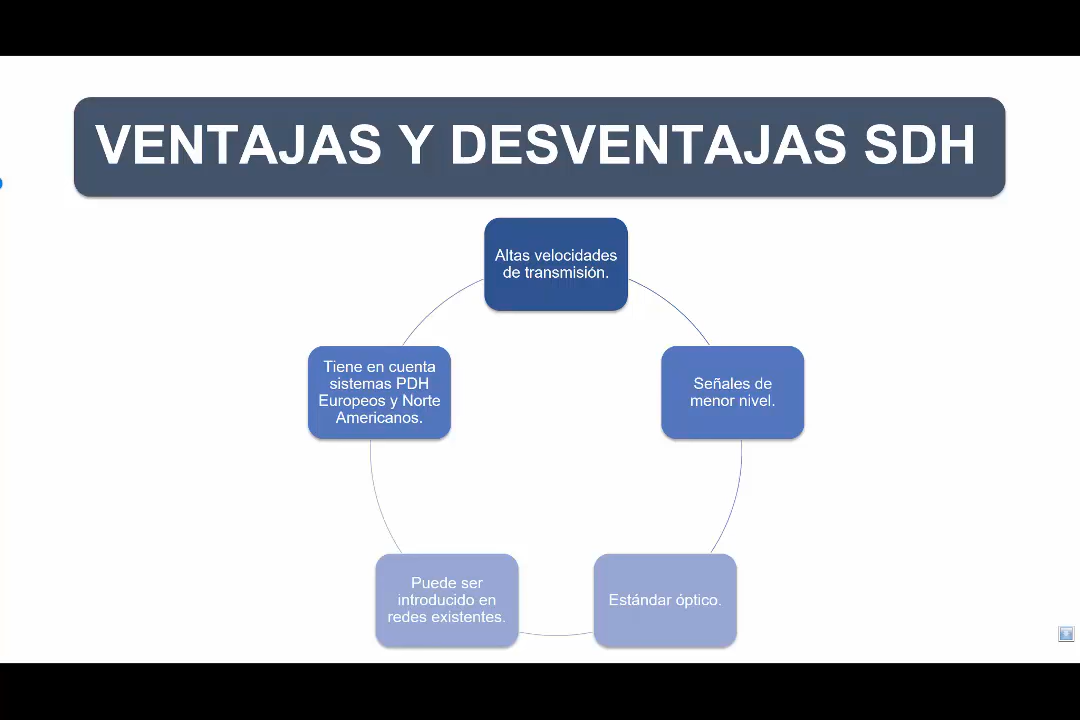 VENTAJAS Y DESVENTAJAS SDH
Altas velocidades
de transmisión.
Señales de
menor nivel.
Estándar óptico.
Puede ser
introducido en
redes existentes.
Tiene en cuenta
sistemas PDH
Europeos y Norte
Americanos.